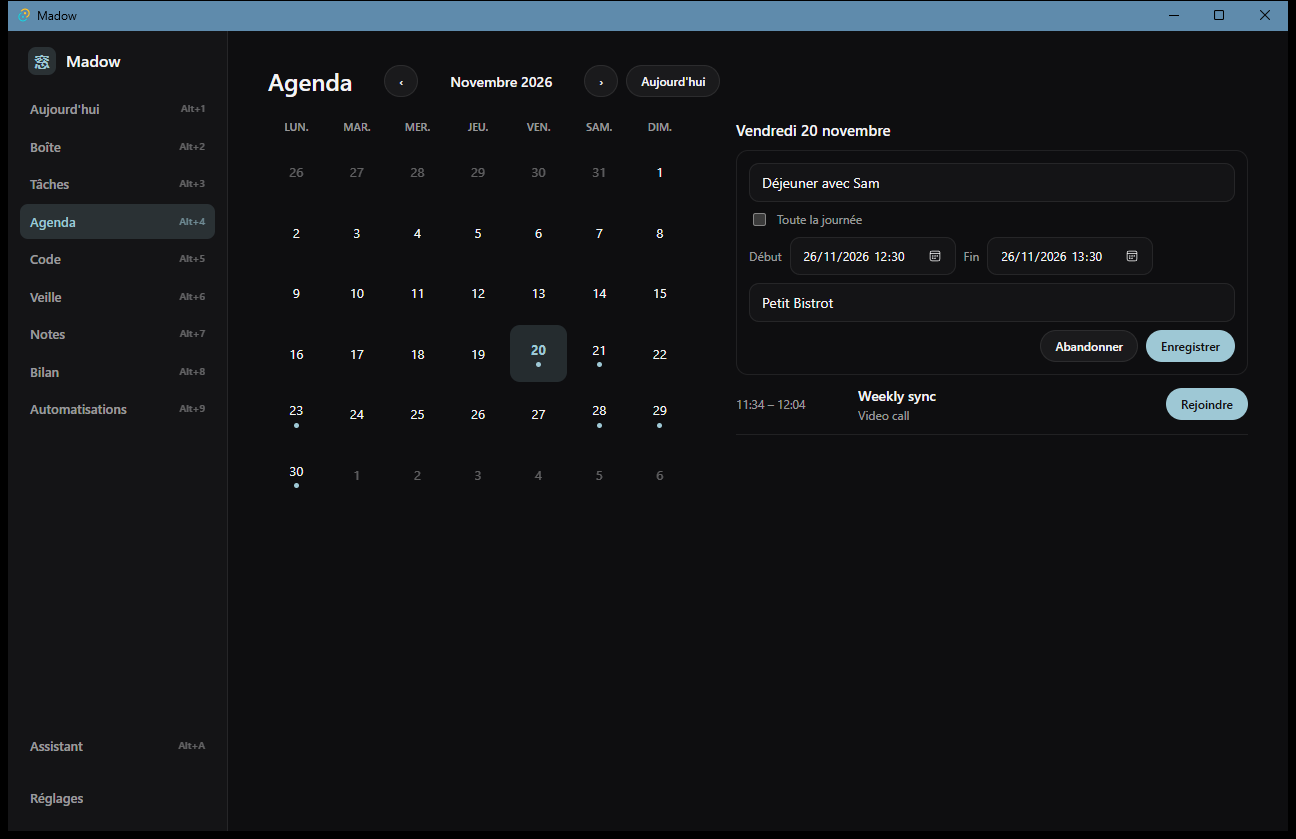 Madow
窓 Madow
Aujourd'hui Alt+1
Boîte Alt+2
Tâches Alt+3
Agenda Alt+4
Code Alt+5
Veille Alt+6
Notes Alt+7
Bilan Alt+8
Automatisations Alt+9
Assistant Alt+A
Réglages
Agenda ‹ Novembre 2026 › Aujourd'hui
LUN. MAR. MER. JEU. VEN. SAM. DIM.
26 27 28 29 30 31 1
2 3 4 5 6 7 8
9 10 11 12 13 14 15
16 17 18 19 20 21 22
23 24 25 26 27 28 29
30 1 2 3 4 5 6
Vendredi 20 novembre
Déjeuner avec Sam
Toute la journée
Début 26/11/2026 12:30 Fin 26/11/2026 13:30
Petit Bistrot
Abandonner Enregistrer
11:34 – 12:04 Weekly sync Rejoindre
Video call